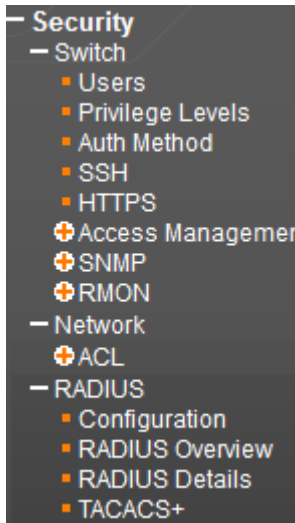 Security
Switch
Users
Privilege Levels
Auth Method
SSH
HTTPS
Access Managemer
SNMP
RMON
Network
ACL
RADIUS
Configuration
RADIUS Overview
RADIUS Details
TACACS+